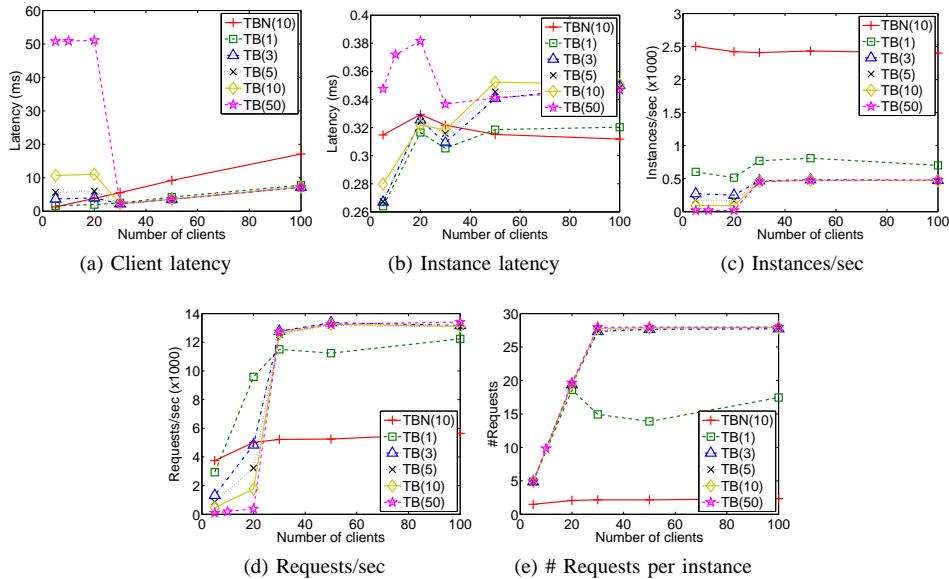 60
50
40
30
20
10
0
Latency (ms)
0 20 40 60 80 100
Number of clients
TBN(10)
TB(1)
TB(3)
TB(5)
TB(10)
TB(50)
(a) Client latency
0.4
0.38
0.36
0.34
0.32
0.3
0.28
0.26
Latency (ms)
0 20 40 60 80 100
Number of clients
TBN(10)
TB(1)
TB(3)
TB(5)
TB(10)
TB(50)
(b) Instance latency
3
2.5
2
1.5
1
0.5
0
Instances/sec (x1000)
0 20 40 60 80 100
Number of clients
TBN(10)
TB(1)
TB(3)
TB(5)
TB(10)
TB(50)
(c) Instances/sec
14
12
10
8
6
4
2
0
Requests/sec (x1000)
0 20 40 60 80 100
Number of clients
TBN(10)
TB(1)
TB(3)
TB(5)
TB(10)
TB(50)
(d) Requests/sec
30
25
20
15
10
5
0
#Requests
0 20 40 60 80 100
Number of clients
TBN(10)
TB(1)
TB(3)
TB(5)
TB(10)
TB(50)
(e) # Requests per instance